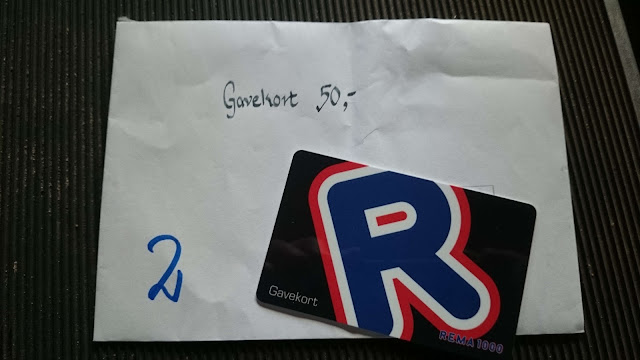 Gavekort 50,-
2
R
Gavekort
REMA 1000